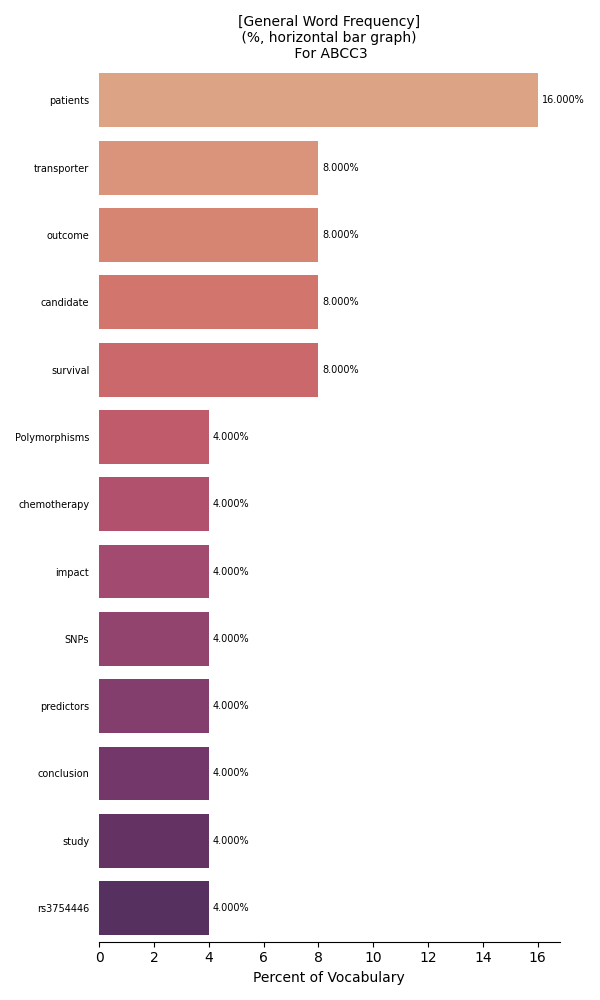 [General Word Frequency]
(%, horizontal bar graph)
For ABCC3
patients 16.000%
transporter 8.000%
outcome 8.000%
candidate 8.000%
survival 8.000%
Polymorphisms 4.000%
chemotherapy 4.000%
impact 4.000%
SNPs 4.000%
predictors 4.000%
conclusion 4.000%
study 4.000%
rs3754446 4.000%
0 2 4 6 8 10 12 14 16
Percent of Vocabulary